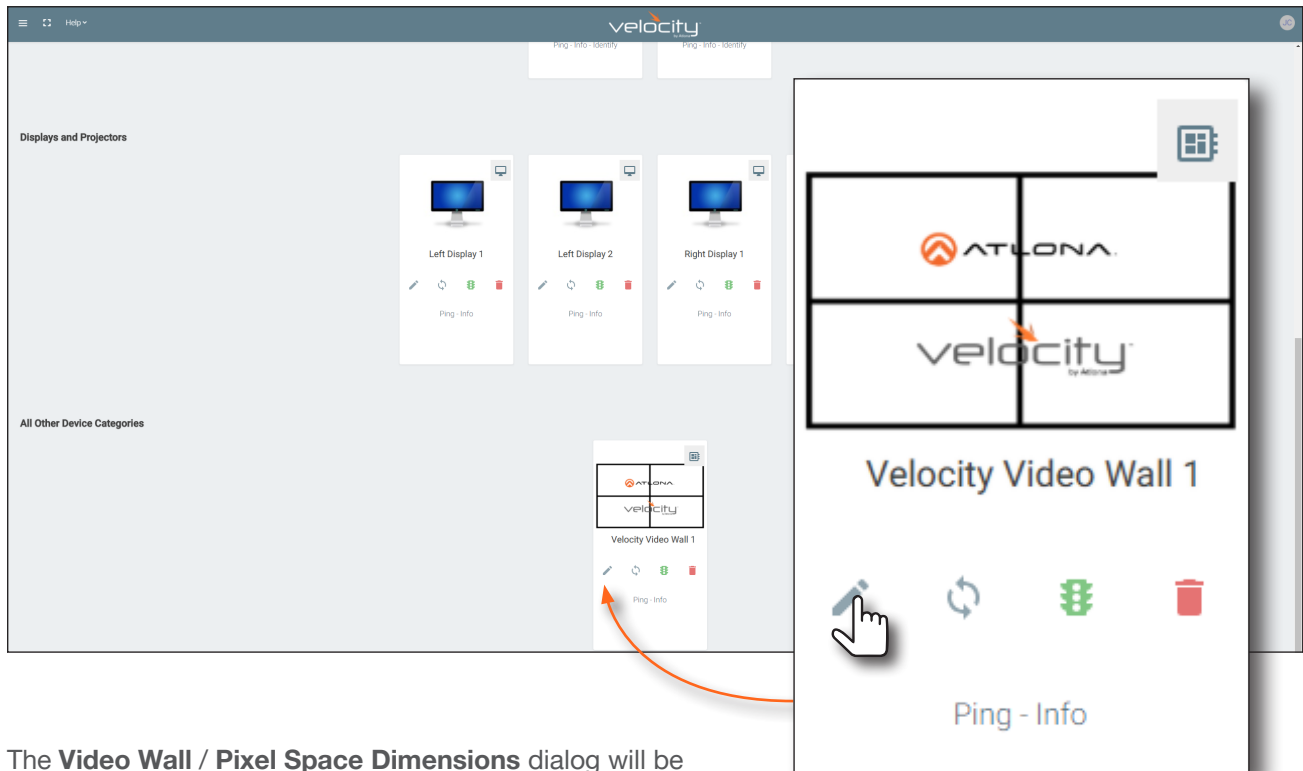 Help
velocity
by Atlona
JC
Ping - Info - Identify
Ping - Info - Identify
Displays and Projectors
Left Display 1
Left Display 2
Right Display 1
Ping - Info
Ping - Info
Ping - Info
All Other Device Categories
ATLONA
velocity
Velocity Video Wall 1
Ping - Info
ATLONA.
velocity
by Atlona
Velocity Video Wall 1
Ping - Info
The Video Wall / Pixel Space Dimensions dialog will be